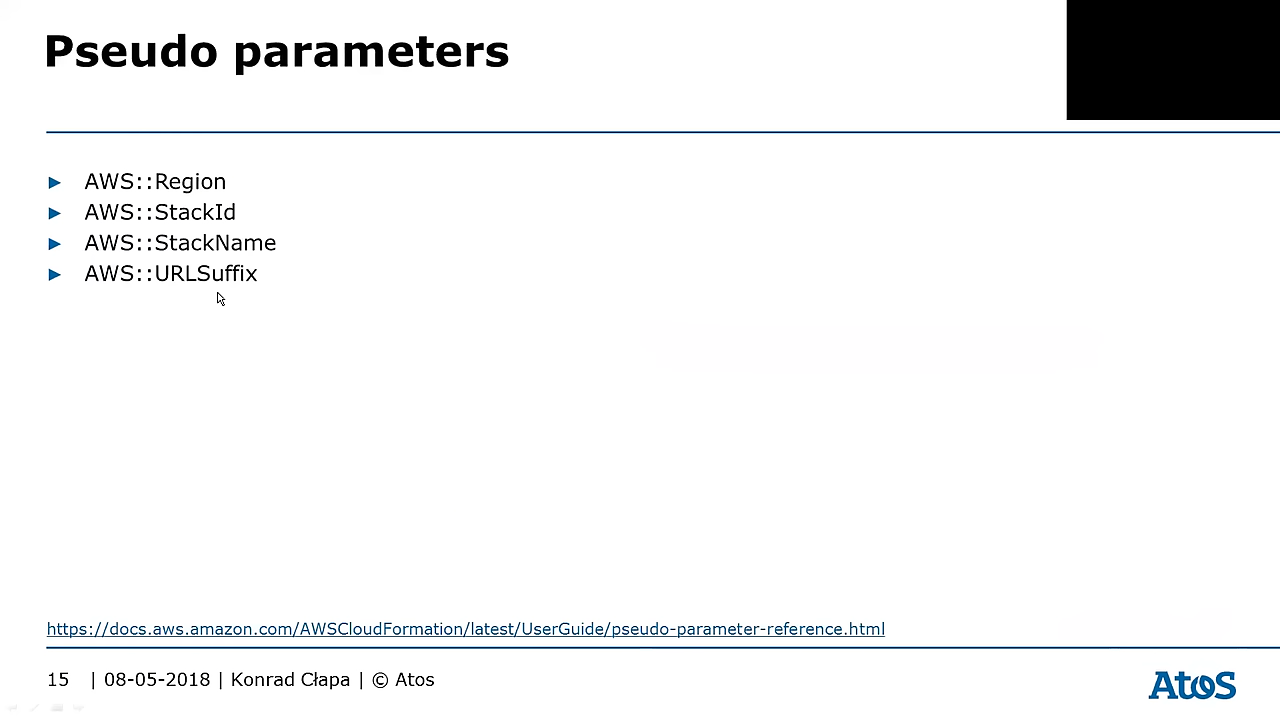 Pseudo parameters
► AWS::Region
► AWS::StackId
► AWS::StackName
► AWS::URLSuffix
https://docs.aws.amazon.com/AWSCloudFormation/latest/UserGuide/pseudo-parameter-reference.html
15 | 08-05-2018 | Konrad Cłapa | © Atos
Atos